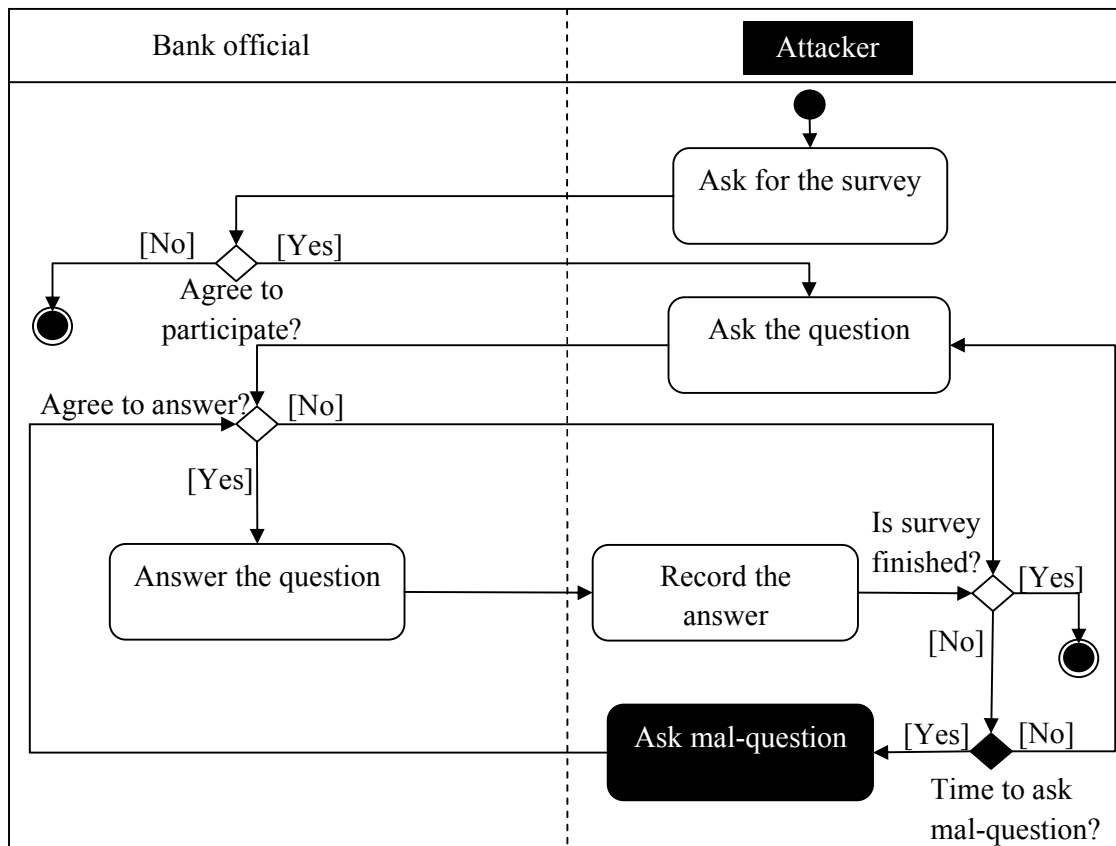 Bank official
Attacker
Ask for the survey
[No]
[Yes]
Agree to
participate?
Ask the question
Agree to answer?
[No]
[Yes]
Is survey
finished?
Answer the question
Record the
answer
[Yes]
[No]
Ask mal-question
[Yes]
[No]
Time to ask
mal-question?